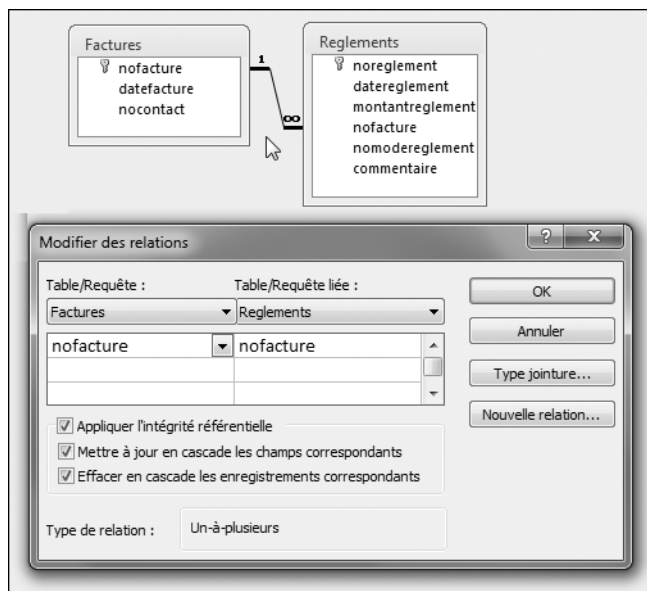 Factures
nofacture
datefacture
nocontact
1
∞
Reglements
noreglement
datereglement
montantreglement
nofacture
nomodereglement
commentaire
Modifier des relations
?
X
Table/Requête :
Table/Requête liée :
Factures
Reglements
nofacture
nofacture
Appliquer l'intégrité référentielle
Mettre à jour en cascade les champs correspondants
Effacer en cascade les enregistrements correspondants
Type de relation :
Un-à-plusieurs
OK
Annuler
Type jointure...
Nouvelle relation...